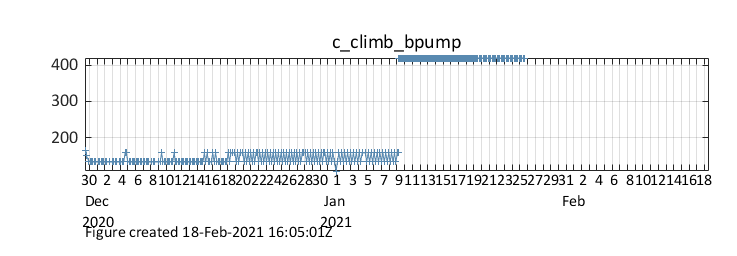 c_climb_bpump
400
300
200
30 2 4 6 8 10 12 14 16 18 20 22 24 26 28 30 1 3 5 7 9 11 13 15 17 19 21 23 25 27 29 31 2 4 6 8 10 12 14 16 18
Dec Jan Feb
2020 2021
Figure created 18-Feb-2021 16:05:01Z